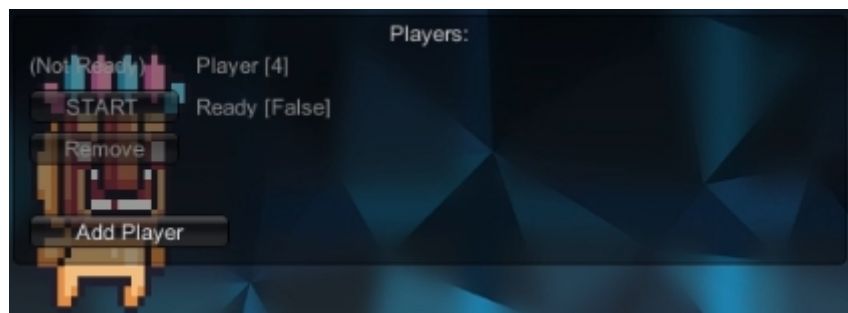 Players:
(Not Ready) Player [4]
START Ready [False]
Remove
Add Player